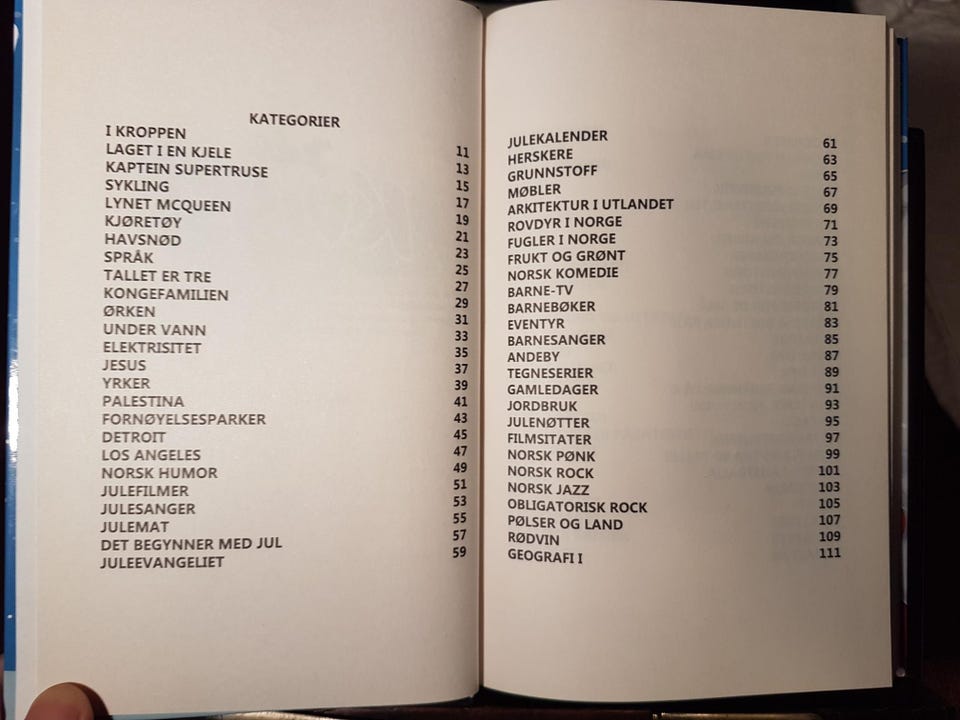 KATEGORIER
I KROPPEN 11
LAGET I EN KJELE 13
KAPTEIN SUPERTRUSE 15
SYKLING 17
LYNET MCQUEEN 19
KJØRETØY 21
HAVSNØD 23
SPRÅK 25
TALLET ER TRE 27
KONGEFAMILIEN 29
ØRKEN 31
UNDER VANN 33
ELEKTRISITET 35
JESUS 37
YRKER 39
PALESTINA 41
FORNØYELSESPARKER 43
DETROIT 45
LOS ANGELES 47
NORSK HUMOR 49
JULEFILMER 51
JULESANGER 53
JULEMAT 55
DET BEGYNNER MED JUL 57
JULEEVANGELIET 59
JULEKALENDER 61
HERSKERE 63
GRUNNSTOFF 65
MØBLER 67
ARKITEKTUR I UTLANDET 69
ROVDYR I NORGE 71
FUGLER I NORGE 73
FRUKT OG GRØNT 75
NORSK KOMEDIE 77
BARNE-TV 79
BARNEBØKER 81
EVENTYR 83
BARNESANGER 85
ANDEBY 87
TEGNESERIER 89
GAMLEDAGER 91
JORDBRUK 93
JULENØTTER 95
FILMSITATER 97
NORSK PØNK 99
NORSK ROCK 101
NORSK JAZZ 103
OBLIGATORISK ROCK 105
PØLSER OG LAND 107
RØDVIN 109
GEOGRAFI I 111